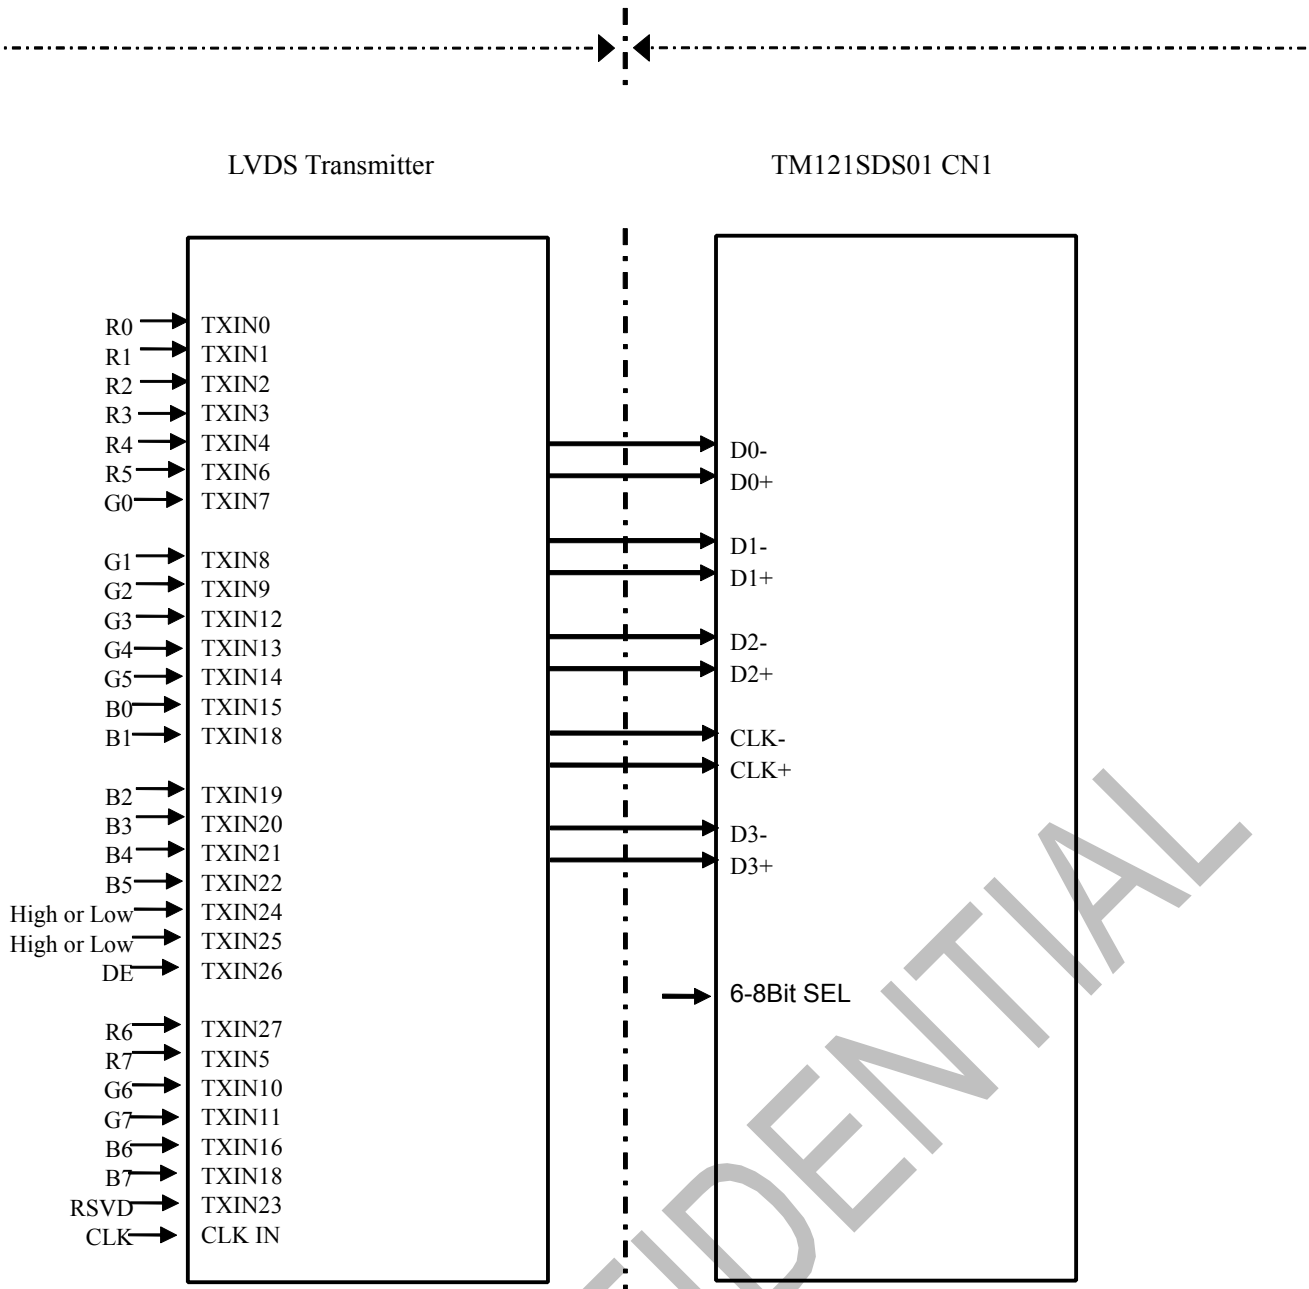 LVDS Transmitter
TM121SDS01 CN1
R0 TXIN0
R1 TXIN1
R2 TXIN2
R3 TXIN3
R4 TXIN4
R5 TXIN6
G0 TXIN7
G1 TXIN8
G2 TXIN9
G3 TXIN12
G4 TXIN13
G5 TXIN14
B0 TXIN15
B1 TXIN18
B2 TXIN19
B3 TXIN20
B4 TXIN21
B5 TXIN22
High or Low TXIN24
High or Low TXIN25
DE TXIN26
R6 TXIN27
R7 TXIN5
G6 TXIN10
G7 TXIN11
B6 TXIN16
B7 TXIN18
RSVD TXIN23
CLK CLK IN
D0-
D0+
D1-
D1+
D2-
D2+
CLK-
CLK+
D3-
D3+
6-8Bit SEL
FIDENTIAL